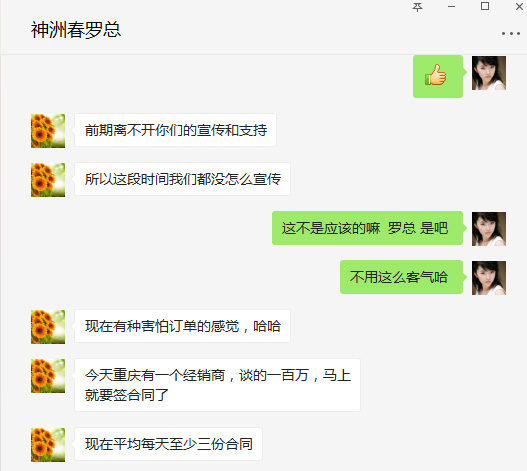 神洲春罗总
前期离不开你们的宣传和支持
所以这段时间我们都没怎么宣传
这不是应该的嘛 罗总 是吧
不用这么客气哈
现在有种害怕订单的感觉，哈哈
今天重庆有一个经销商，谈的一百万，马上
就要签合同了
现在平均每天至少三份合同